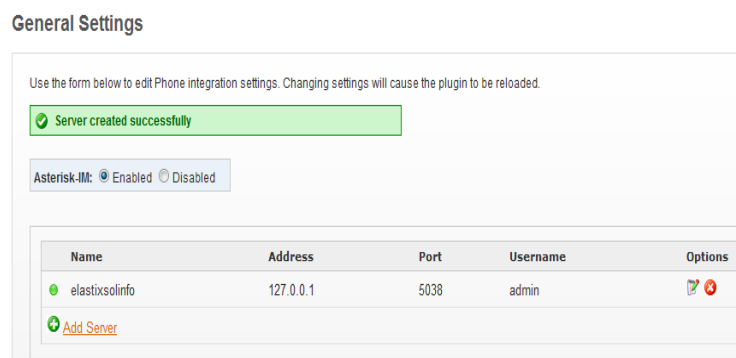 General Settings
Use the form below to edit Phone integration settings. Changing settings will cause the plugin to be reloaded.
Server created successfully
Asterisk-IM: Enabled Disabled
Name Address Port Username Options
elastixsolinfo 127.0.0.1 5038 admin
Add Server